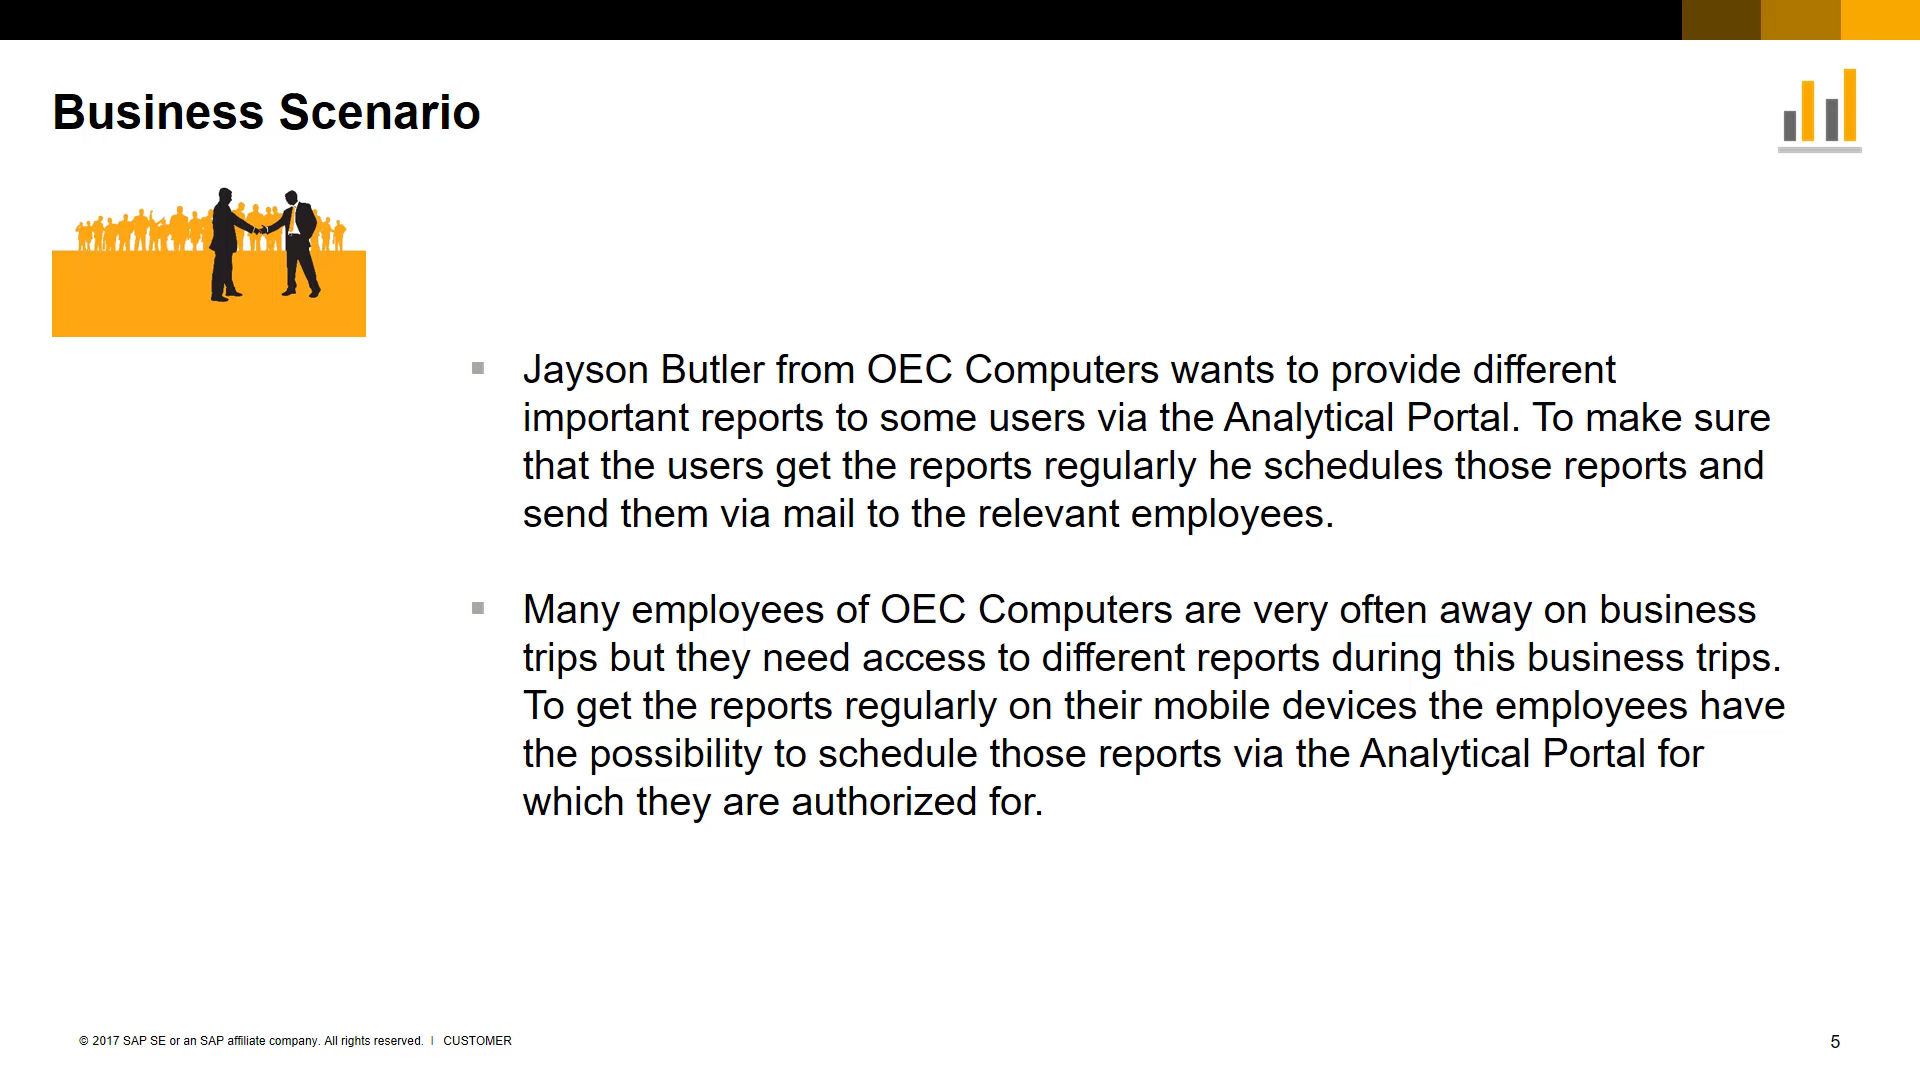 Business Scenario
▪ Jayson Butler from OEC Computers wants to provide different
important reports to some users via the Analytical Portal. To make sure
that the users get the reports regularly he schedules those reports and
send them via mail to the relevant employees.
▪ Many employees of OEC Computers are very often away on business
trips but they need access to different reports during this business trips.
To get the reports regularly on their mobile devices the employees have
the possibility to schedule those reports via the Analytical Portal for
which they are authorized for.
© 2017 SAP SE or an SAP affiliate company. All rights reserved. | CUSTOMER
5